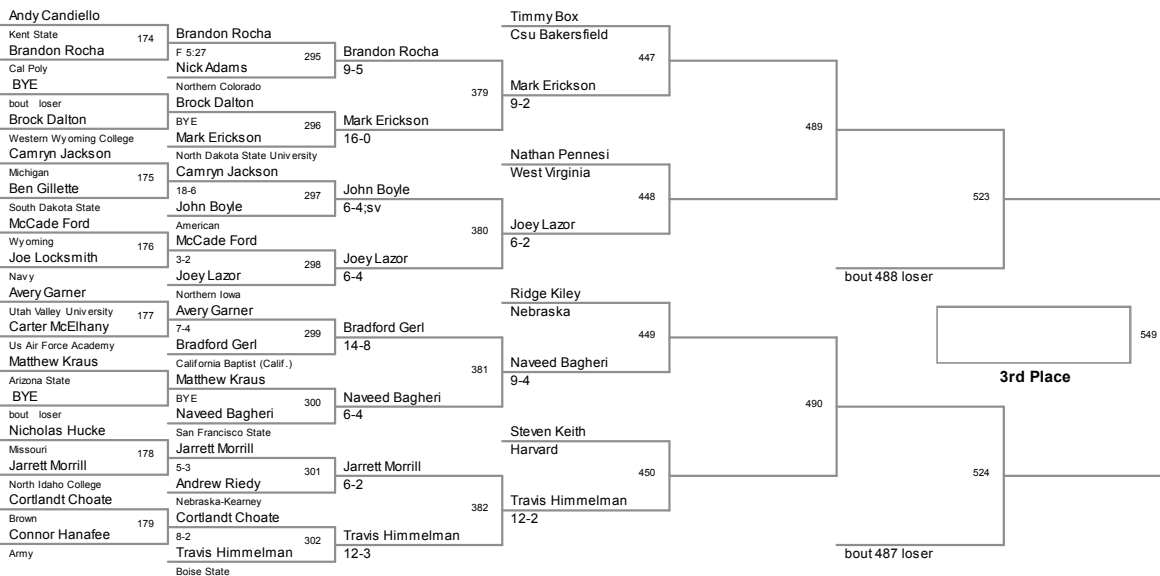 Andy Candiello
Kent State
174
Brandon Rocha
Cal Poly
BYE
bout loser
Brock Dalton
Western Wyoming College
Camryn Jackson
Michigan
175
Ben Gillette
South Dakota State
McCade Ford
Wyoming
176
Joe Locksmith
Navy
Avery Garner
Utah Valley University
177
Carter McElhany
Us Air Force Academy
Matthew Kraus
Arizona State
BYE
bout loser
Nicholas Hucke
Missouri
178
Jarrett Morrill
North Idaho College
Cortlandt Choate
Brown
179
Connor Hanafee
Army
Brandon Rocha
F 5:27
295
Nick Adams
Northern Colorado
Brock Dalton
BYE
296
Mark Erickson
North Dakota State University
Camryn Jackson
18-6
297
John Boyle
American
McCade Ford
3-2
298
Joey Lazor
Northern Iowa
Avery Garner
7-4
299
Bradford Gerl
California Baptist (Calif.)
Matthew Kraus
BYE
300
Naveed Bagheri
San Francisco State
Jarrett Morrill
5-3
301
Andrew Riedy
Nebraska-Kearney
Cortlandt Choate
8-2
302
Travis Himmelman
Boise State
Brandon Rocha
9-5
379
Mark Erickson
16-0
John Boyle
6-4;sv
380
Joey Lazor
6-4
Bradford Gerl
14-8
381
Naveed Bagheri
6-4
Jarrett Morrill
6-2
382
Travis Himmelman
12-3
Timmy Box
Csu Bakersfield
447
Mark Erickson
9-2
Nathan Pennesi
West Virginia
448
Joey Lazor
6-2
Ridge Kiley
Nebraska
449
Naveed Bagheri
9-4
Steven Keith
Harvard
450
Travis Himmelman
12-2
489
490
523
bout 488 loser
549
3rd Place
524
bout 487 loser